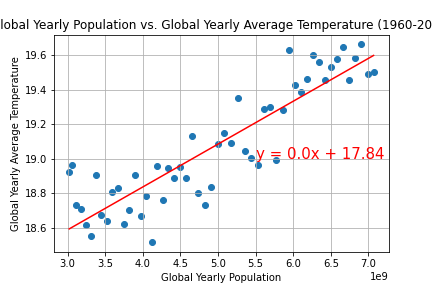 lobal Yearly Population vs. Global Yearly Average Temperature (1960-20
19.6
19.4
19.2
19.0
18.8
18.6
Global Yearly Average Temperature
y = 0.0x + 17.84
3.0 3.5 4.0 4.5 5.0 5.5 6.0 6.5 7.0
1e9
Global Yearly Population